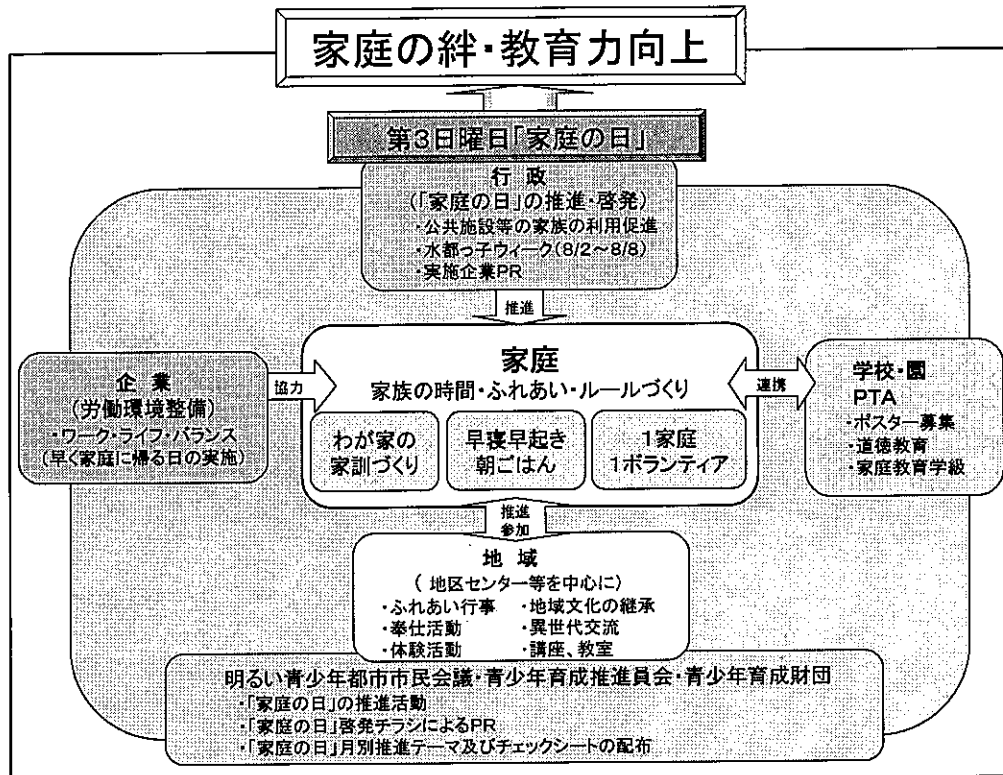 家庭の絆・教育力向上
第3日曜日「家庭の日」
行 政
(「家庭の日」の推進・啓発)
・公共施設等の家族の利用促進
・水都っ子ウィーク(8/2～8/8)
・実施企業PR
推進
企 業
(労働環境整備)
・ワーク・ライフ・バランス
(早く家庭に帰る日の実施)
協力
家庭
家族の時間・ふれあい・ルールづくり
わが家の
家訓づくり
早寝早起き
朝ごはん
1家庭
1ボランティア
連携
学校・園
PTA
・ポスター募集
・道徳教育
・家庭教育学級
推進
参加
地 域
( 地区センター等を中心に)
・ふれあい行事 ・地域文化の継承
・奉仕活動 ・異世代交流
・体験活動 ・講座、教室
明るい青少年都市市民会議・青少年育成推進員会・青少年育成財団
・「家庭の日」の推進活動
・「家庭の日」啓発チラシによるPR
・「家庭の日」月別推進テーマ及びチェックシートの配布